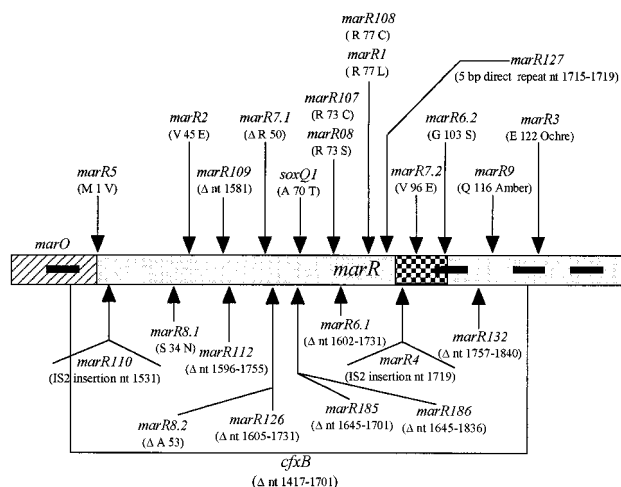 marR108
( R 77 C)
marR1
( R 77 L)
marR127
(5 bp direct repeat nt 1715-1719)
marR107
( R 73 C)
marR2
(V 45 E)
marR7.1
(Δ R 50)
marR08
(R 73 S)
marR6.2
(G 103 S)
marR3
(E 122 Ochre)
marR5
(M 1 V)
marR109
(Δ nt 1581)
soxQ1
(A 70 T)
marR7.2
(V 96 E)
marR9
(Q 116 Amber)
marO
marR
marR8.1
(S 34 N)
marR6.1
(Δ nt 1602-1731)
marR110
(IS2 insertion nt 1531)
marR112
(Δ nt 1596-1755)
marR4
(IS2 insertion nt 1719)
marR132
(Δ nt 1757-1840)
marR8.2
(Δ A 53)
marR126
(Δ nt 1605-1731)
marR185
(Δ nt 1645-1701)
marR186
(Δ nt 1645-1836)
cfxB
(Δ nt 1417-1701)